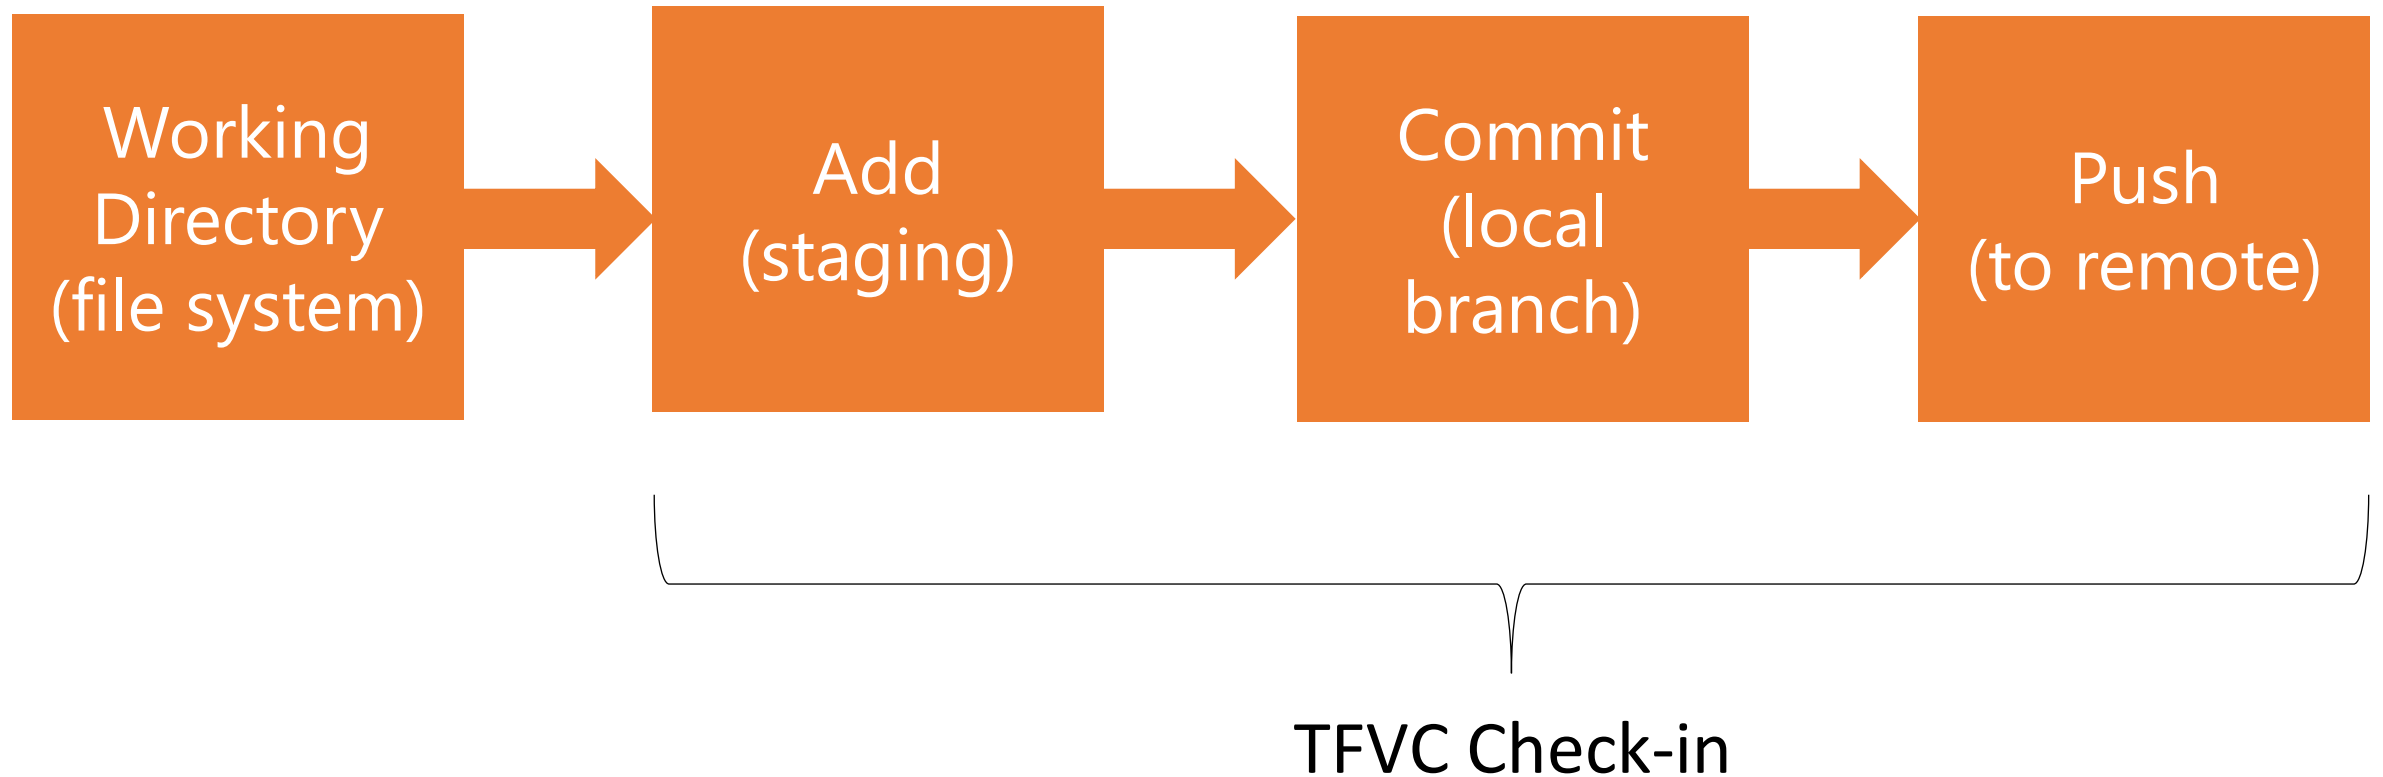 Working
Directory
(file system)
Add
(staging)
Commit
(local
branch)
Push
(to remote)
TFVC Check-in